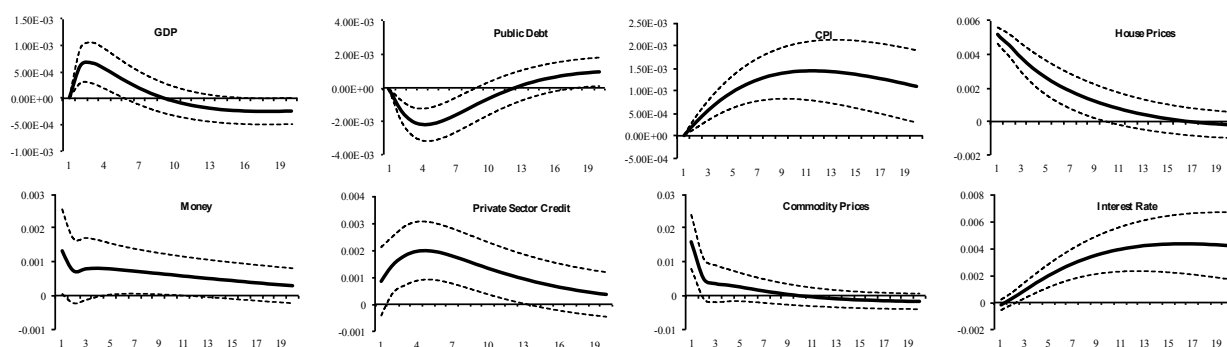 GDP
1.50E-03
1.00E-03
5.00E-04
0.00E+00
-5.00E-04
-1.00E-03
1 4 7 10 13 16 19
Public Debt
4.00E-03
2.00E-03
0.00E+00
-2.00E-03
-4.00E-03
1 4 7 10 13 16 19
CPI
2.50E-03
2.00E-03
1.50E-03
1.00E-03
5.00E-04
0.00E+00
-5.00E-04
1 3 5 7 9 11 13 15 17 19
House Prices
0.006
0.004
0.002
0
-0.002
1 3 5 7 9 11 13 15 17 19
Money
0.003
0.002
0.001
0
-0.001
1 3 5 7 9 11 13 15 17 19
Private Sector Credit
0.004
0.003
0.002
0.001
0
-0.001
1 4 7 10 13 16 19
Commodity Prices
0.03
0.02
0.01
0
-0.01
1 3 5 7 9 11 13 15 17 19
Interest Rate
0.008
0.006
0.004
0.002
0
-0.002
1 3 5 7 9 11 13 15 17 19